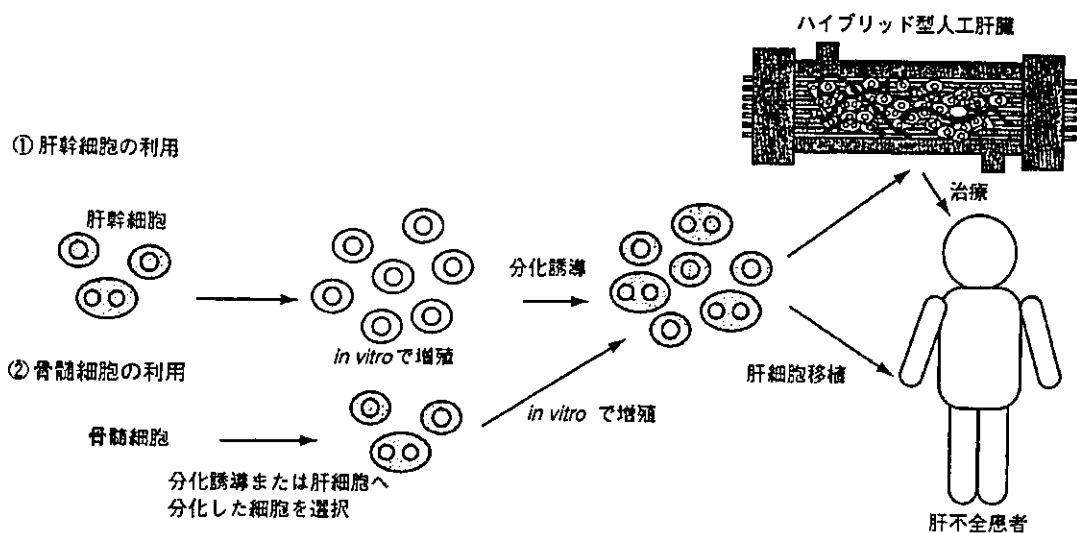 ハイブリッド型人工肝臓
① 肝幹細胞の利用
治療
肝幹細胞
分化誘導
in vitroで増殖
② 骨髄細胞の利用
肝細胞移植
in vitro で増殖
骨髄細胞
分化誘導または肝細胞へ
分化した細胞を選択
肝不全患者